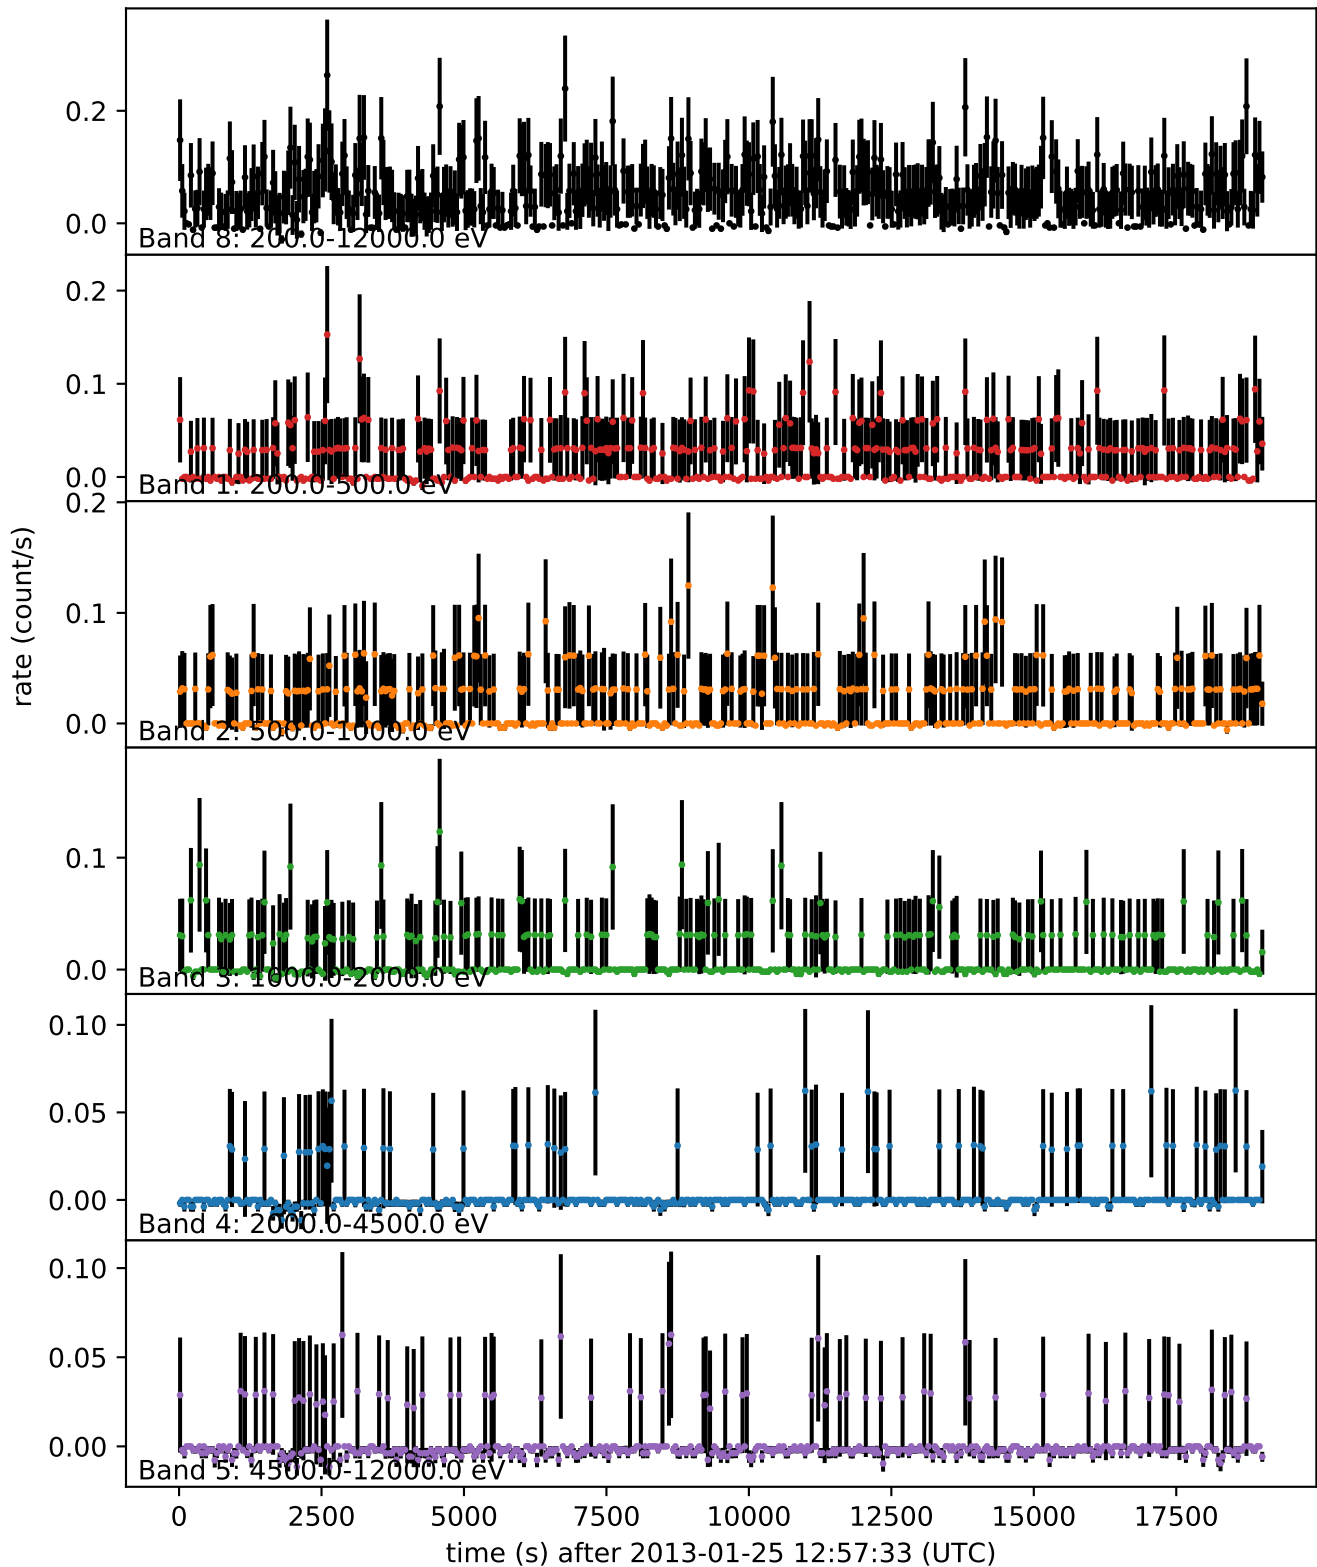 0.2
0.0
Band 8: 200.0-12000.0 eV
0.2
0.1
0.0
Band 1: 200.0-500.0 eV
0.2
0.1
0.0
Band 2: 500.0-1000.0 eV
rate (count/s)
0.1
0.0
Band 3: 1000.0-2000.0 eV
0.10
0.05
0.00
Band 4: 2000.0-4500.0 eV
0.10
0.05
0.00
Band 5: 4500.0-12000.0 eV
0 2500 5000 7500 10000 12500 15000 17500
time (s) after 2013-01-25 12:57:33 (UTC)